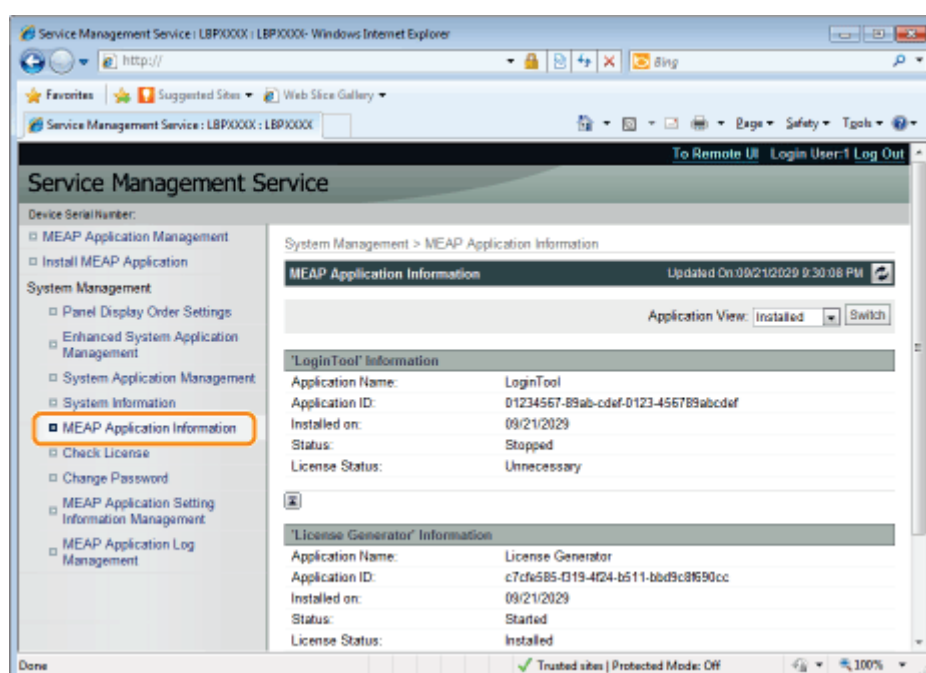 Service Management Service : LBPXXXX : LBPXXXX- Windows Internet Explorer
http://
Bing
Favorites Suggested Sites Web Slice Gallery
Service Management Service : LBPXXXX : LBPXXXX
Page Safety Tools
To Remote UI Login User:1 Log Out
Service Management Service
Device Serial Number:
MEAP Application Management
Install MEAP Application
System Management
Panel Display Order Settings
Enhanced System Application
Management
System Application Management
System Information
MEAP Application Information
Check License
Change Password
MEAP Application Setting
Information Management
MEAP Application Log
Management
System Management > MEAP Application Information
MEAP Application Information Updated On:09/21/2029 9:30:08 PM
Application View: Installed Switch
'LoginTool' Information
Application Name: LoginTool
Application ID: 01234567-89ab-cdef-0123-456789abcdef
Installed on: 09/21/2029
Status: Stopped
License Status: Unnecessary
'License Generator' Information
Application Name: License Generator
Application ID: c7cfe585-f319-4f24-b511-bbd9c8f690cc
Installed on: 09/21/2029
Status: Started
License Status: Installed
Done Trusted sites | Protected Mode: Off 100%